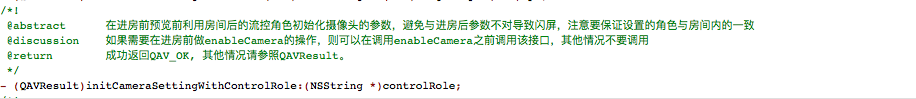 /*!
@abstract 在进房前预览前利用房间后的流控角色初始化摄像头的参数，避免与进房后参数不对导致闪屏，注意要保证设置的角色与房间内的一致
@discussion 如果需要在进房前做enableCamera的操作，则可以在调用enableCamera之前调用该接口，其他情况不要调用
@return 成功返回QAV_OK, 其他情况请参照QAVResult。
*/
- (QAVResult)initCameraSettingWithControlRole:(NSString *)controlRole;